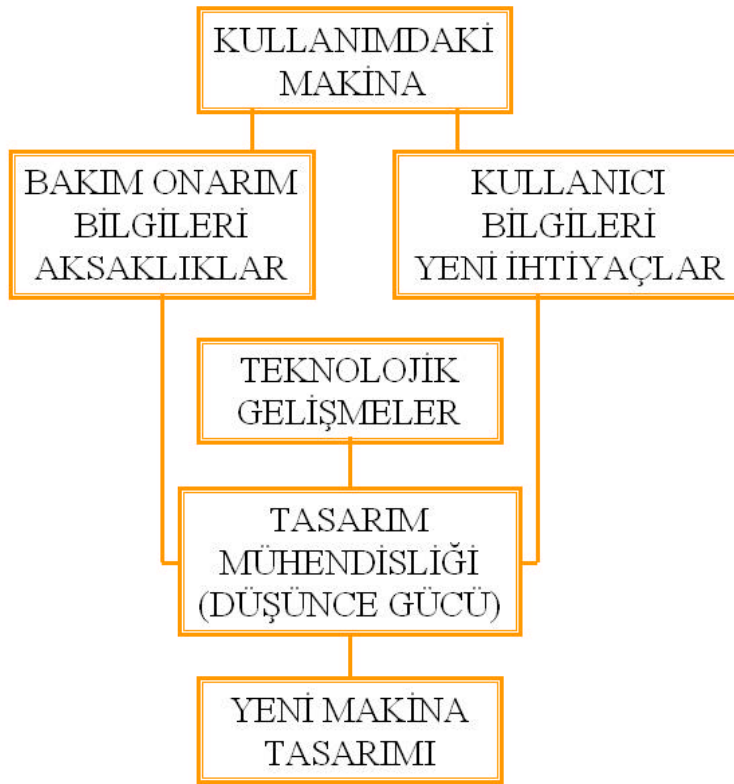 KULLANIMDAKİ
MAKİNA
BAKIM ONARIM
BİLGİLERİ
AKSAKLIKLAR
KULLANICI
BİLGİLERİ
YENİ İHTİYAÇLAR
TEKNOLOJİK
GELİŞMELER
TASARIM
MÜHENDİSLİĞİ
(DÜŞÜNCE GÜCÜ)
YENİ MAKİNA
TASARIMI